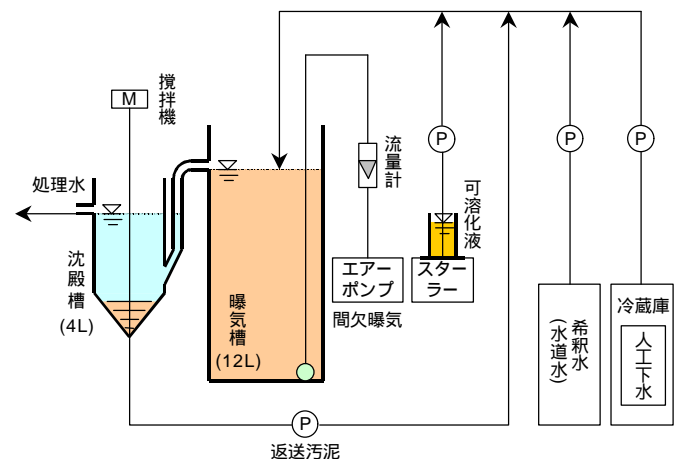 M
撹拌機
処理水
沈殿槽
(4L)
曝気槽
(12L)
流量計
エアー
ポンプ
間欠曝気
P
可溶化液
スター
ラー
P
希釈水
(水道水)
P
冷蔵庫
人工下水
P
返送汚泥